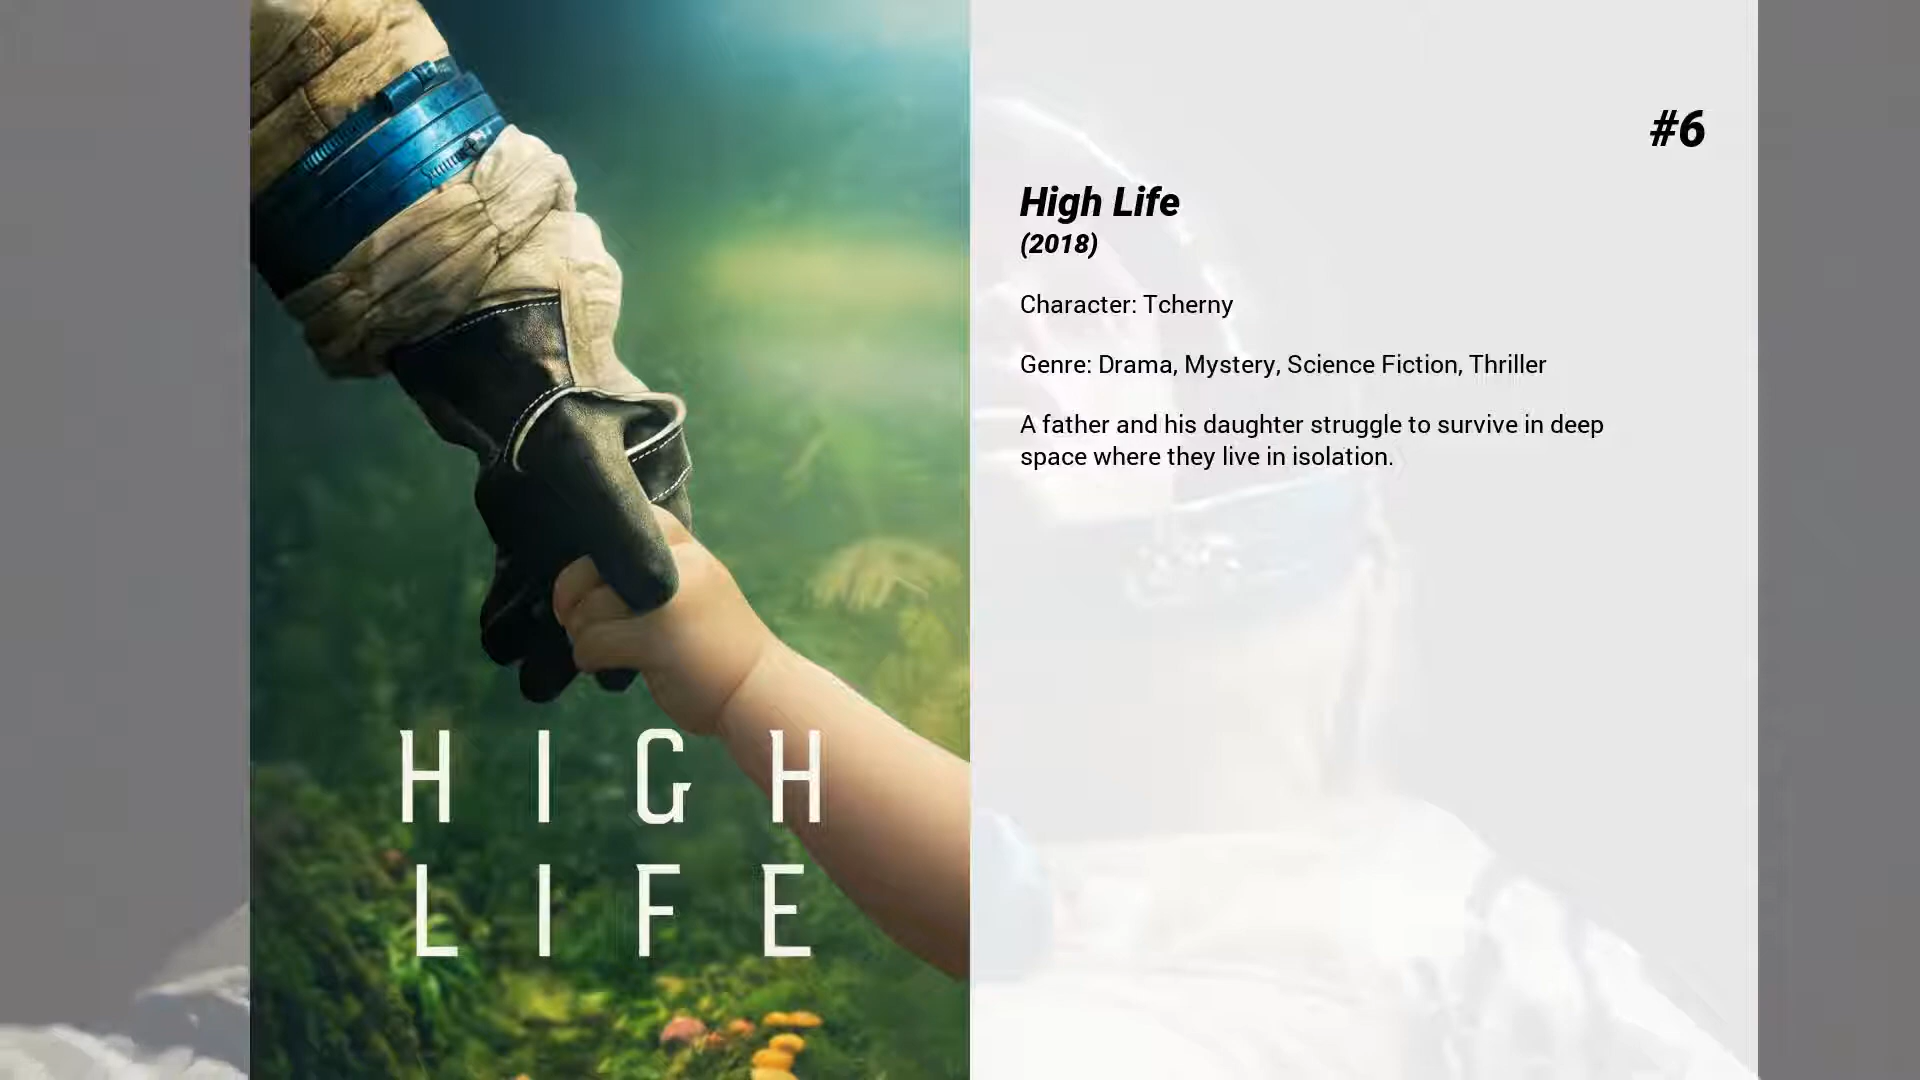 HIGH
LIFE
#6
High Life
(2018)
Character: Tcherny
Genre: Drama, Mystery, Science Fiction, Thriller
A father and his daughter struggle to survive in deep
space where they live in isolation.